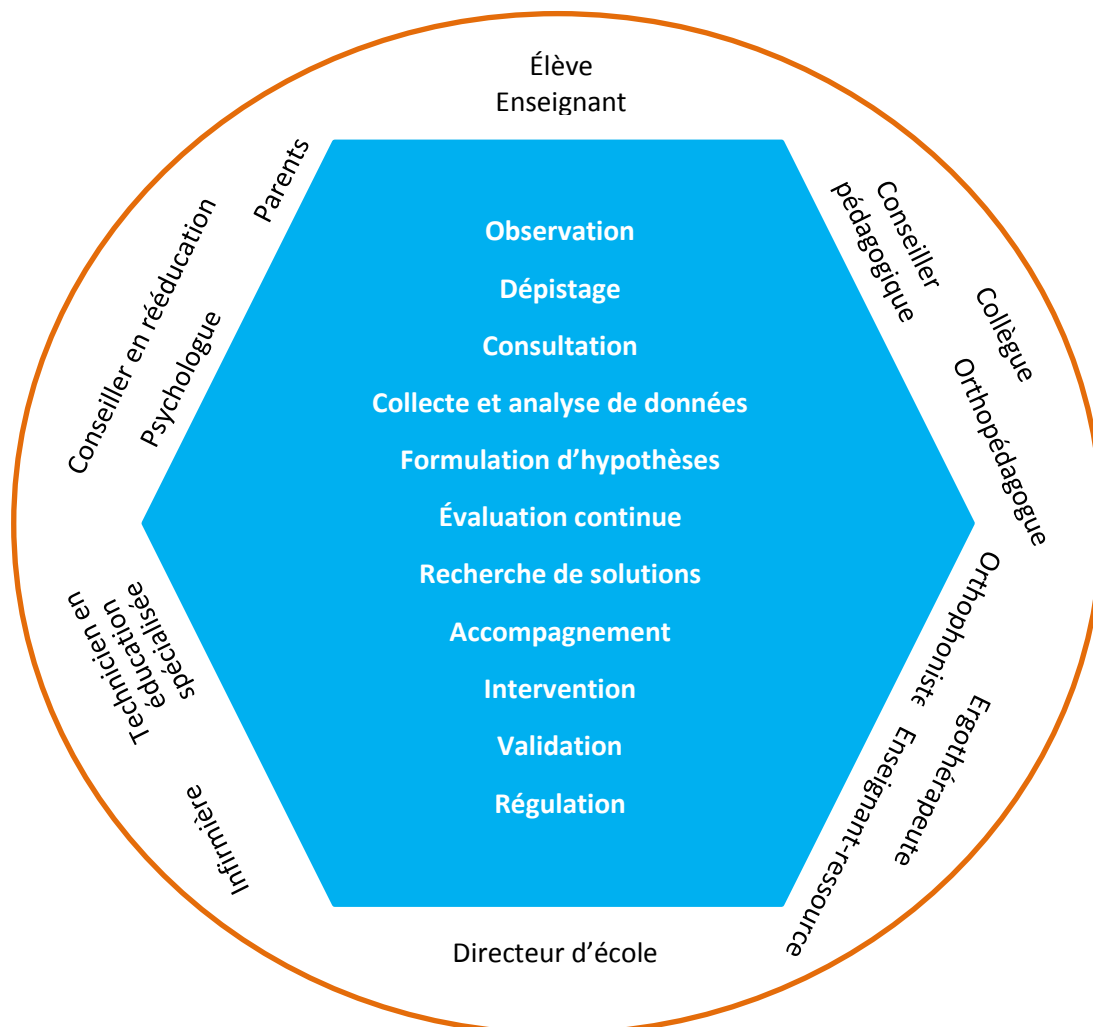 Élève
Enseignant
Parents
Conseiller en rééducation
Psychologue
Conseiller
pédagogique
Collègue
Orthopédagogue
Observation
Dépistage
Consultation
Collecte et analyse de données
Formulation d’hypothèses
Évaluation continue
Recherche de solutions
Accompagnement
Intervention
Validation
Régulation
Technicien en
éducation
spécialisée
Infirmière
Orthophoniste
Ergothérapeute
Enseignant-ressource
Directeur d’école